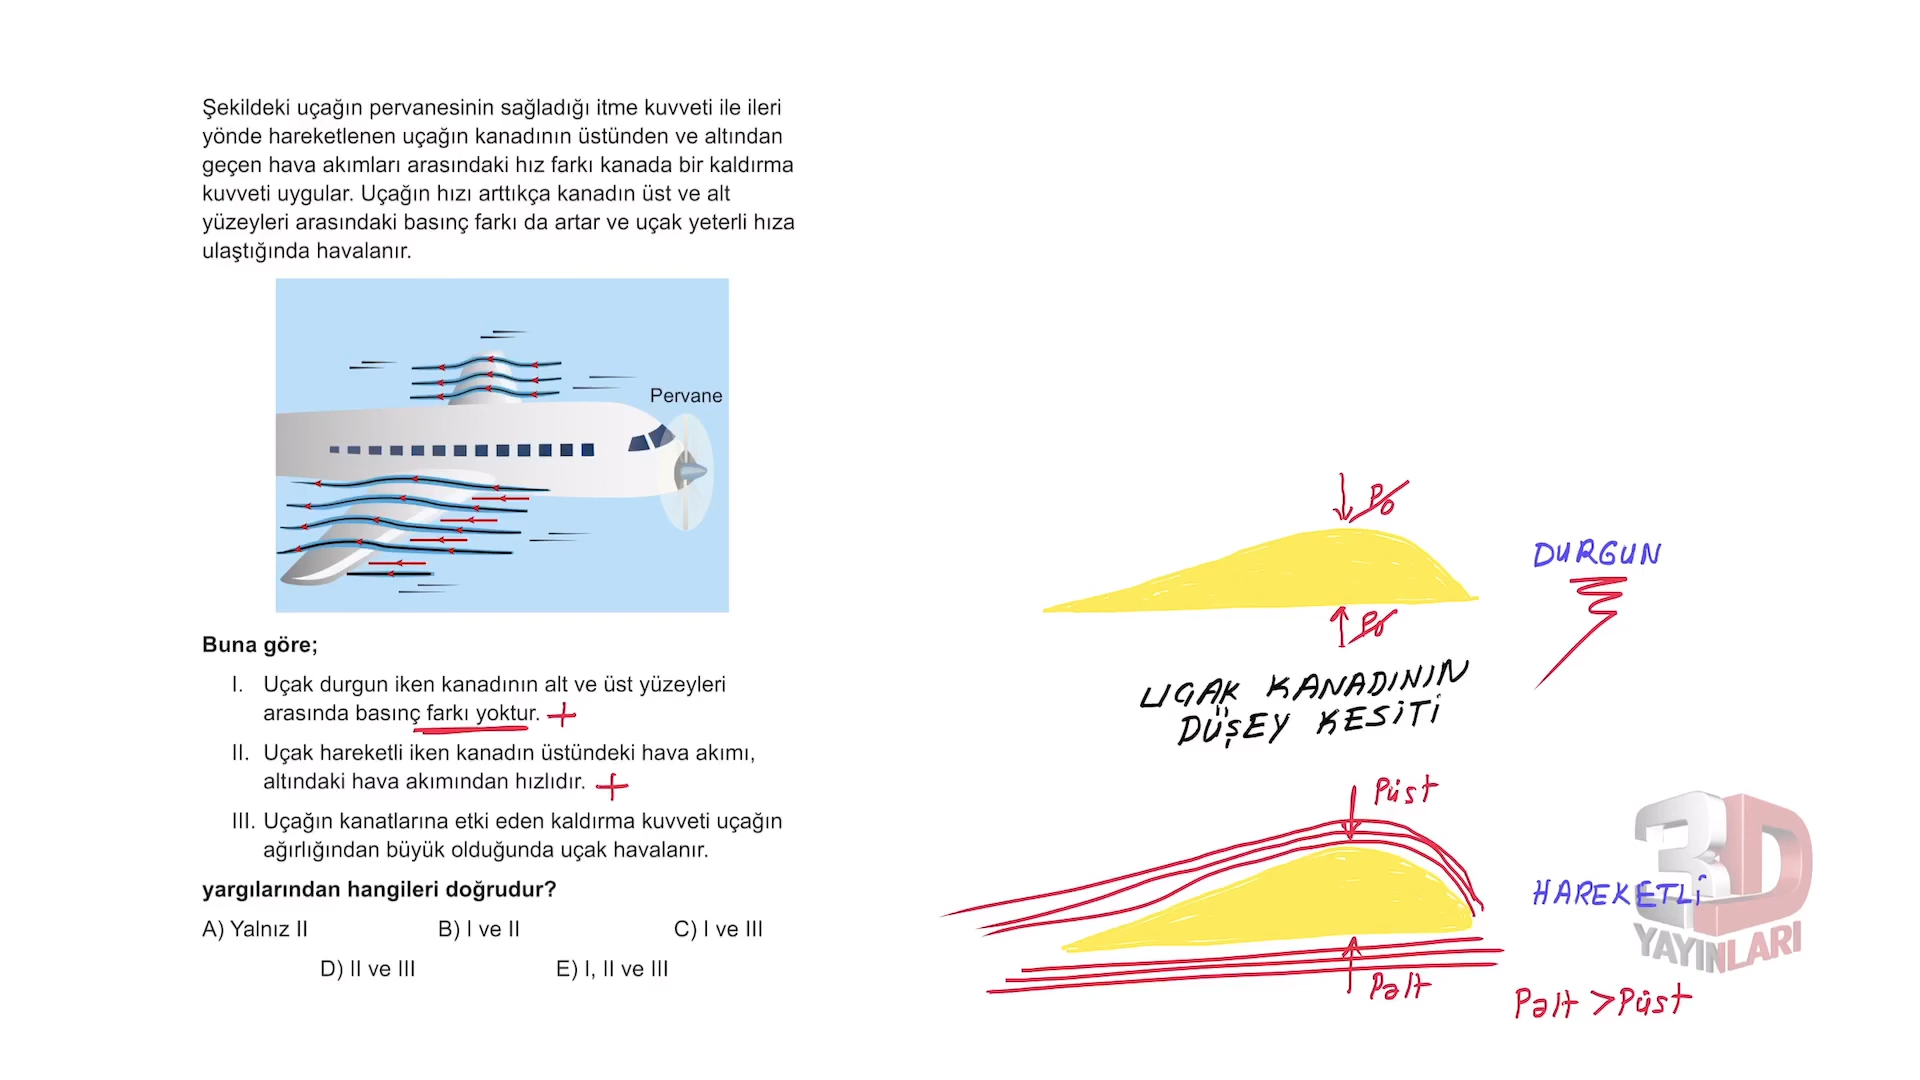 Şekildeki uçağın pervanesinin sağladığı itme kuvveti ile ileri
yönde hareketlenen uçağın kanadının üstünden ve altından
geçen hava akımları arasındaki hız farkı kanada bir kaldırma
kuvveti uygular. Uçağın hızı arttıkça kanadın üst ve alt
yüzeyleri arasındaki basınç farkı da artar ve uçak yeterli hıza
ulaştığında havalanır.
Pervane
Buna göre;
I. Uçak durgun iken kanadının alt ve üst yüzeyleri
arasında basınç farkı yoktur. +
II. Uçak hareketli iken kanadın üstündeki hava akımı,
altındaki hava akımından hızlıdır. +
III. Uçağın kanatlarına etki eden kaldırma kuvveti uçağın
ağırlığından büyük olduğunda uçak havalanır.
yargılarından hangileri doğrudur?
A) Yalnız II B) I ve II C) I ve III
D) II ve III E) I, II ve III
P0
DURGUN
P0
UÇAK KANADININ
DÜŞEY KESİTİ
Püst
HAREKETLİ
Palt
Palt > Püst
3D
YAYINLARI